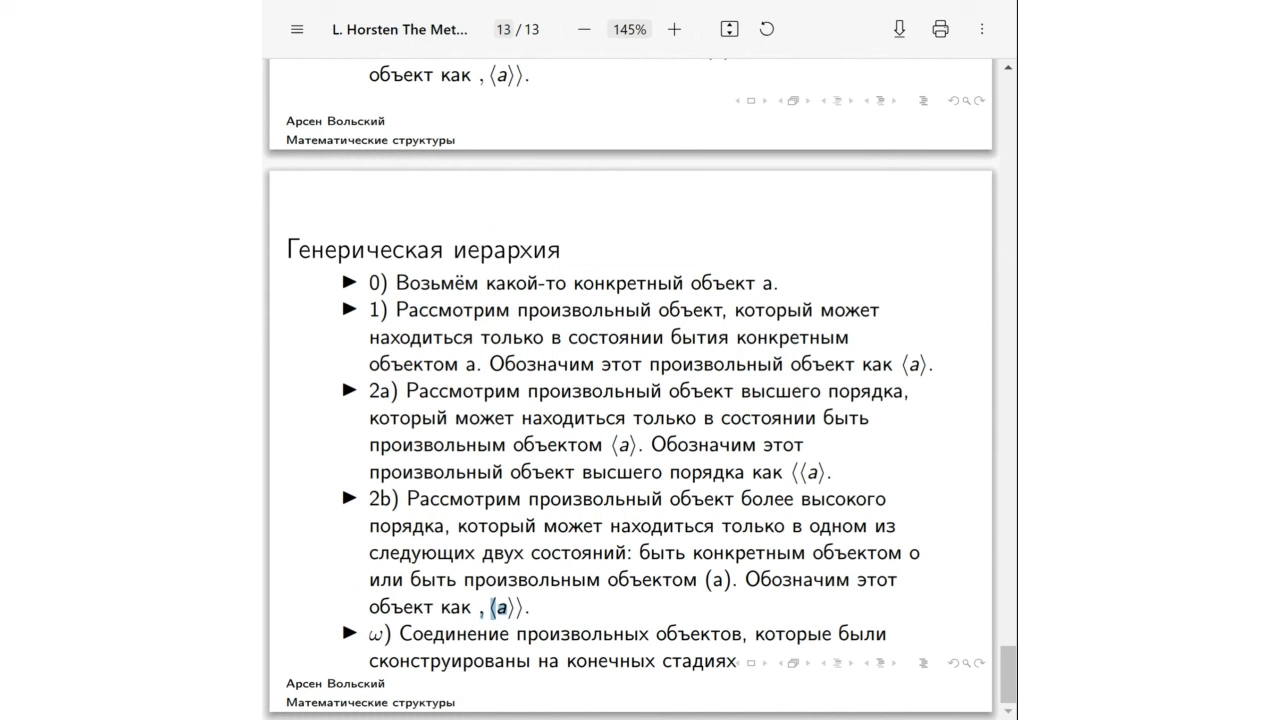 L. Horsten The Met... 13 / 13 145%
объект как , ⟨a⟩⟩.
Арсен Вольский
Математические структуры
Генерическая иерархия
0) Возьмём какой-то конкретный объект a.
1) Рассмотрим произвольный объект, который может
находиться только в состоянии бытия конкретным
объектом a. Обозначим этот произвольный объект как ⟨a⟩.
2a) Рассмотрим произвольный объект высшего порядка,
который может находиться только в состоянии быть
произвольным объектом ⟨a⟩. Обозначим этот
произвольный объект высшего порядка как ⟨⟨a⟩.
2b) Рассмотрим произвольный объект более высокого
порядка, который может находиться только в одном из
следующих двух состояний: быть конкретным объектом о
или быть произвольным объектом (a). Обозначим этот
объект как , ⟨a⟩⟩.
ω) Соединение произвольных объектов, которые были
сконструированы на конечных стадиях
Арсен Вольский
Математические структуры